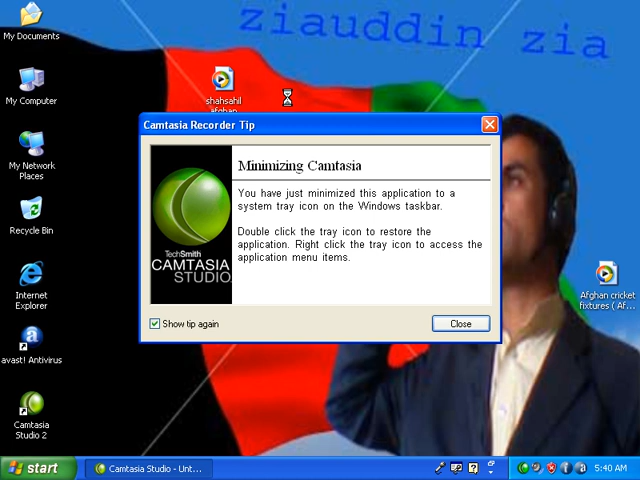 ziauddin zia
My Documents
shahsahil
afghan
My Computer
Camtasia Recorder Tip
Minimizing Camtasia
You have just minimized this application to a
system tray icon on the Windows taskbar.
Double click the tray icon to restore the
application. Right click the tray icon to access the
application menu items.
TechSmith
CAMTASIA
STUDIO
Show tip again
Close
My Network
Places
Recycle Bin
Internet
Explorer
avast! Antivirus
Camtasia
Studio 2
Afghan cricket
fixtures ( Af...
start
Camtasia Studio - Unt...
5:40 AM